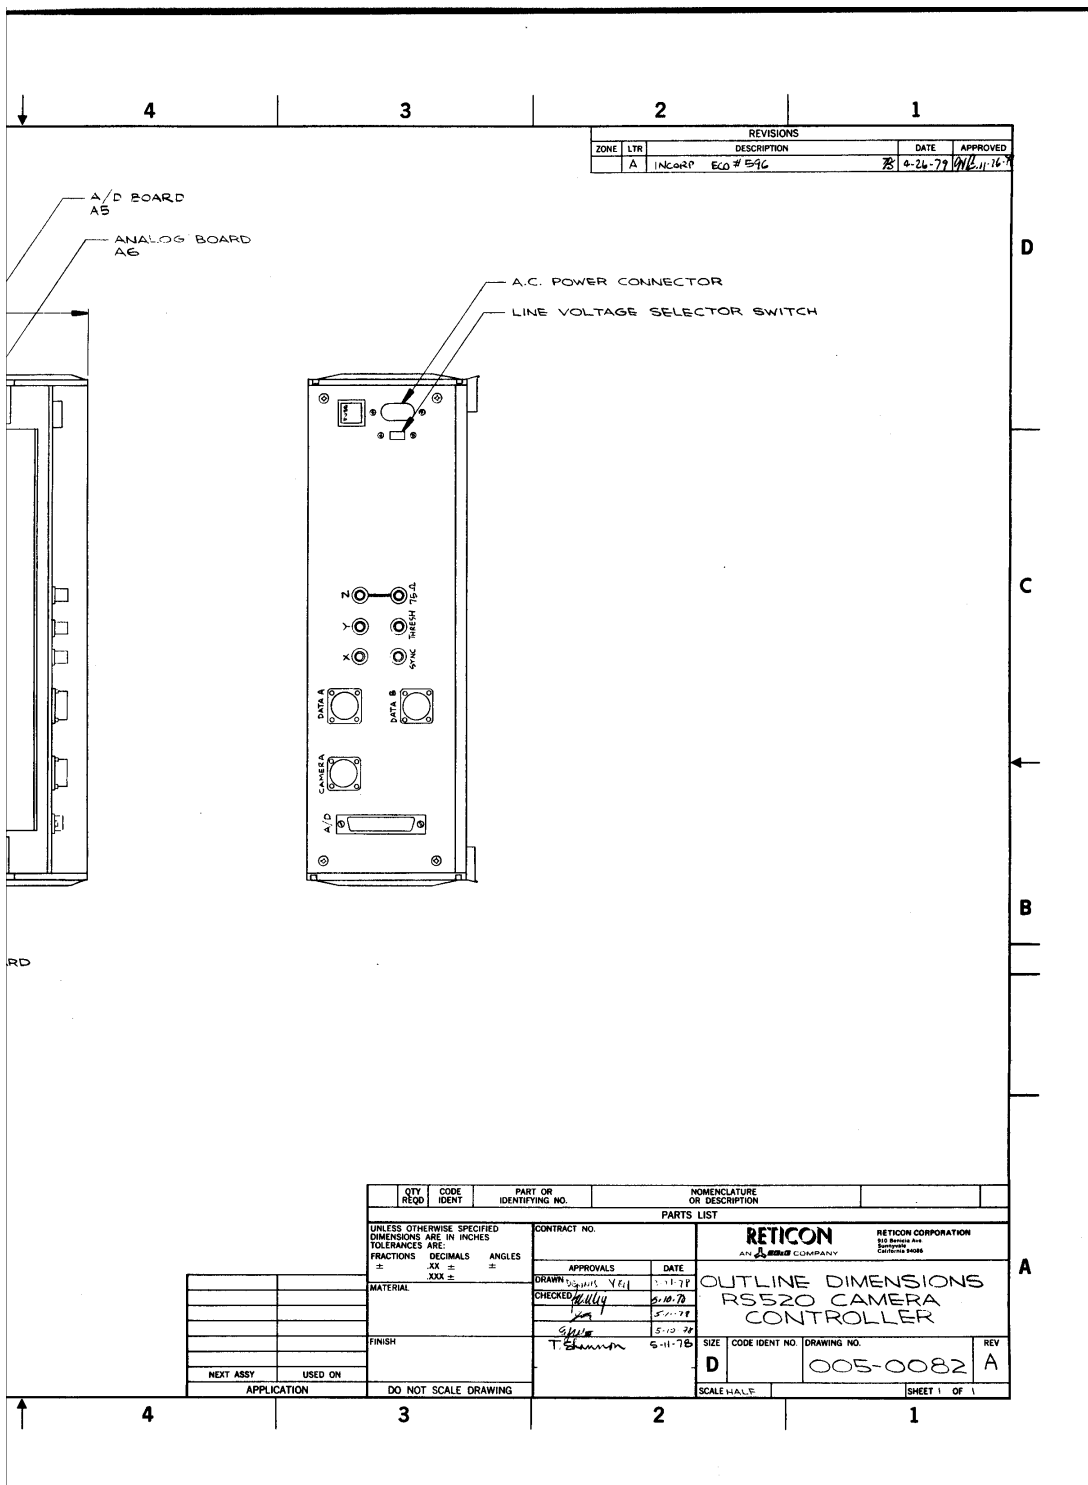 4 3 2 1
REVISIONS
ZONE LTR DESCRIPTION DATE APPROVED
A INCORP ECO # 596 4-26-79
A/D BOARD
A5
ANALOG BOARD
A6
D
A.C. POWER CONNECTOR
LINE VOLTAGE SELECTOR SWITCH
C
Z 75Ω
Y THRESH
X SYNC
DATA A DATA B
CAMERA
A/D
B
ARD
QTY REQD CODE IDENT PART OR IDENTIFYING NO. NOMENCLATURE OR DESCRIPTION
PARTS LIST
UNLESS OTHERWISE SPECIFIED
DIMENSIONS ARE IN INCHES
TOLERANCES ARE:
FRACTIONS DECIMALS ANGLES
± .XX ± ±
.XXX ±
MATERIAL
FINISH
DO NOT SCALE DRAWING
CONTRACT NO.
APPROVALS DATE
DRAWN DENNIS YEH
CHECKED 5-10-78
5-10-78
T. Shannon 5-11-78
RETICON
AN EG&G COMPANY
RETICON CORPORATION
910 Benicia Ave
Sunnyvale
California 94086
A
OUTLINE DIMENSIONS
RS520 CAMERA
CONTROLLER
SIZE CODE IDENT NO. DRAWING NO. REV
D 005-0082 A
SCALE HALF SHEET 1 OF 1
NEXT ASSY USED ON
APPLICATION
4 3 2 1